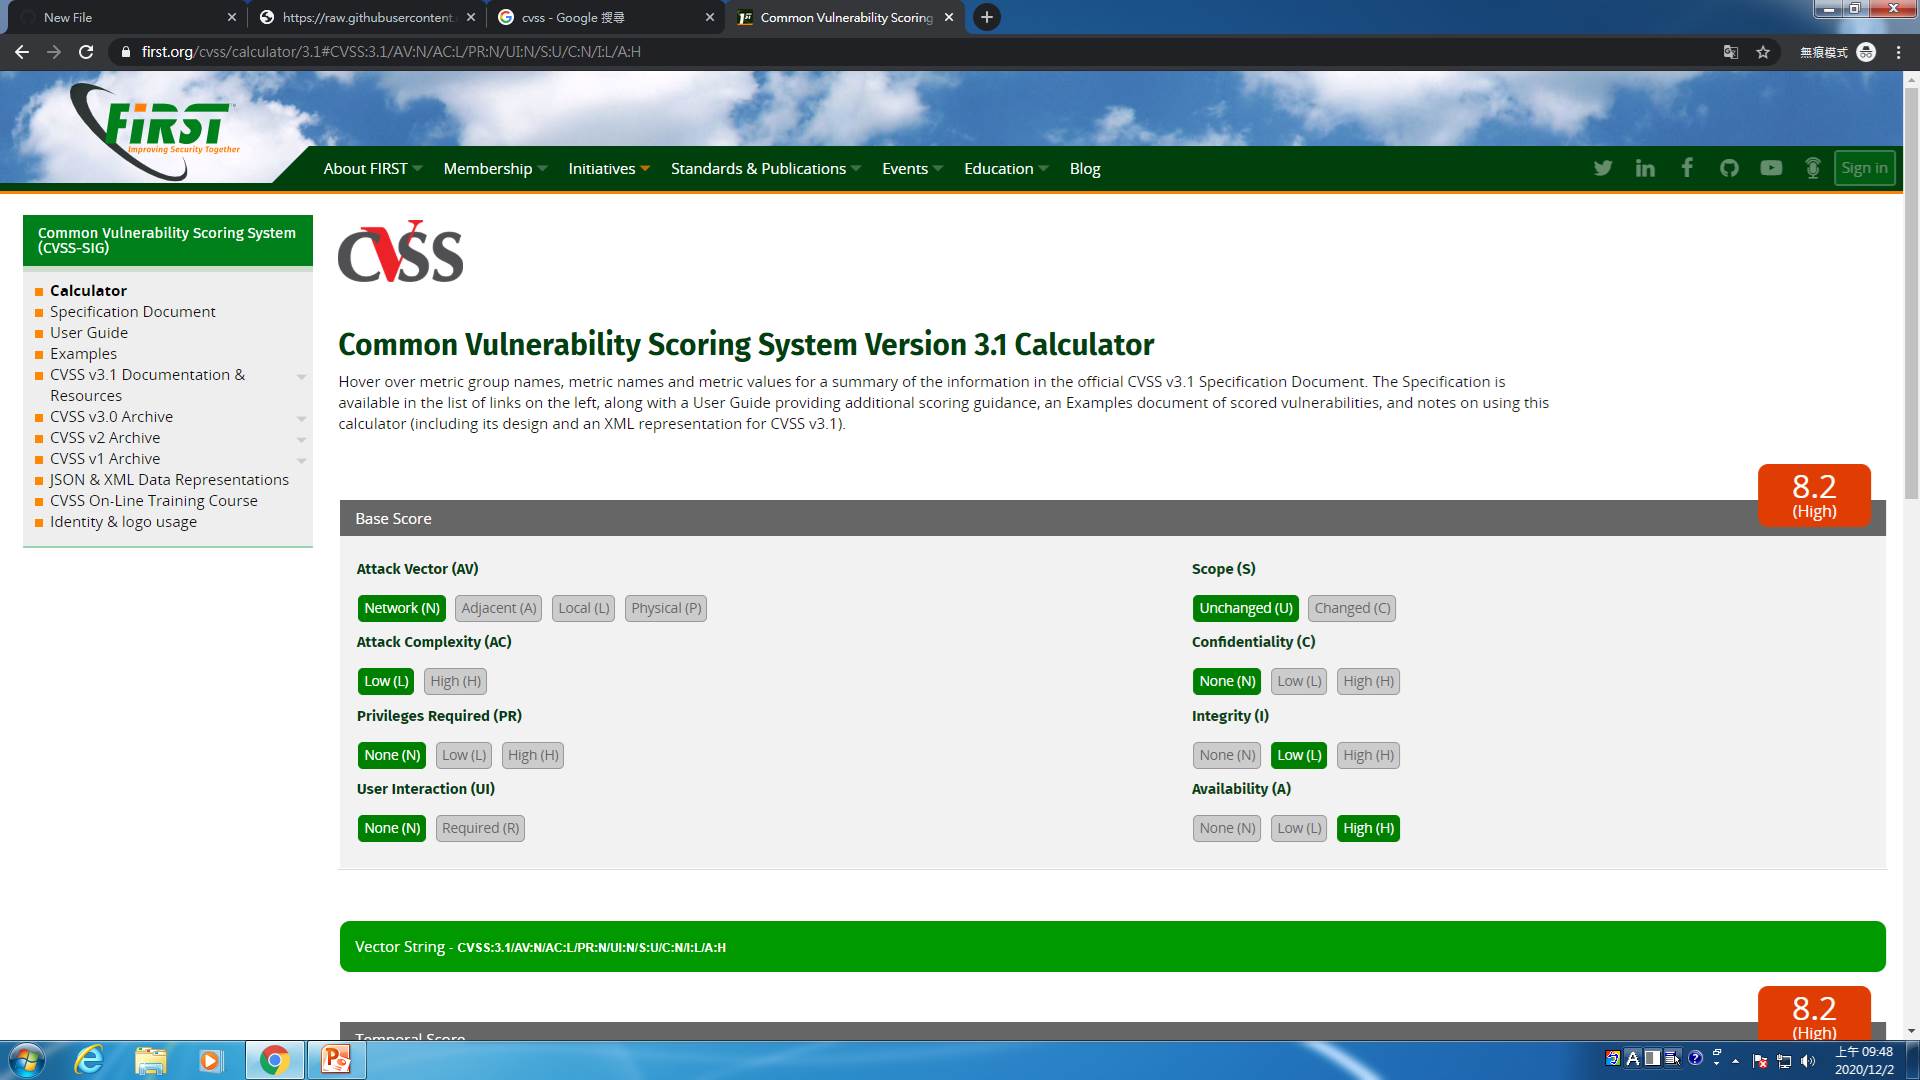 New File
https://raw.githubusercontent.
cvss - Google 搜尋
Common Vulnerability Scoring
first.org/cvss/calculator/3.1#CVSS:3.1/AV:N/AC:L/PR:N/UI:N/S:U/C:N/I:L/A:H
無痕模式
FiRST
Improving Security Together
About FIRST
Membership
Initiatives
Standards & Publications
Events
Education
Blog
Sign in
Common Vulnerability Scoring System
(CVSS-SIG)
Calculator
Specification Document
User Guide
Examples
CVSS v3.1 Documentation &
Resources
CVSS v3.0 Archive
CVSS v2 Archive
CVSS v1 Archive
JSON & XML Data Representations
CVSS On-Line Training Course
Identity & logo usage
CVSS
Common Vulnerability Scoring System Version 3.1 Calculator
Hover over metric group names, metric names and metric values for a summary of the information in the official CVSS v3.1 Specification Document. The Specification is
available in the list of links on the left, along with a User Guide providing additional scoring guidance, an Examples document of scored vulnerabilities, and notes on using this
calculator (including its design and an XML representation for CVSS v3.1).
8.2
(High)
Base Score
Attack Vector (AV)
Network (N) Adjacent (A) Local (L) Physical (P)
Attack Complexity (AC)
Low (L) High (H)
Privileges Required (PR)
None (N) Low (L) High (H)
User Interaction (UI)
None (N) Required (R)
Scope (S)
Unchanged (U) Changed (C)
Confidentiality (C)
None (N) Low (L) High (H)
Integrity (I)
None (N) Low (L) High (H)
Availability (A)
None (N) Low (L) High (H)
Vector String - CVSS:3.1/AV:N/AC:L/PR:N/UI:N/S:U/C:N/I:L/A:H
8.2
(High)
Temporal Score
A
上午 09:48
2020/12/2